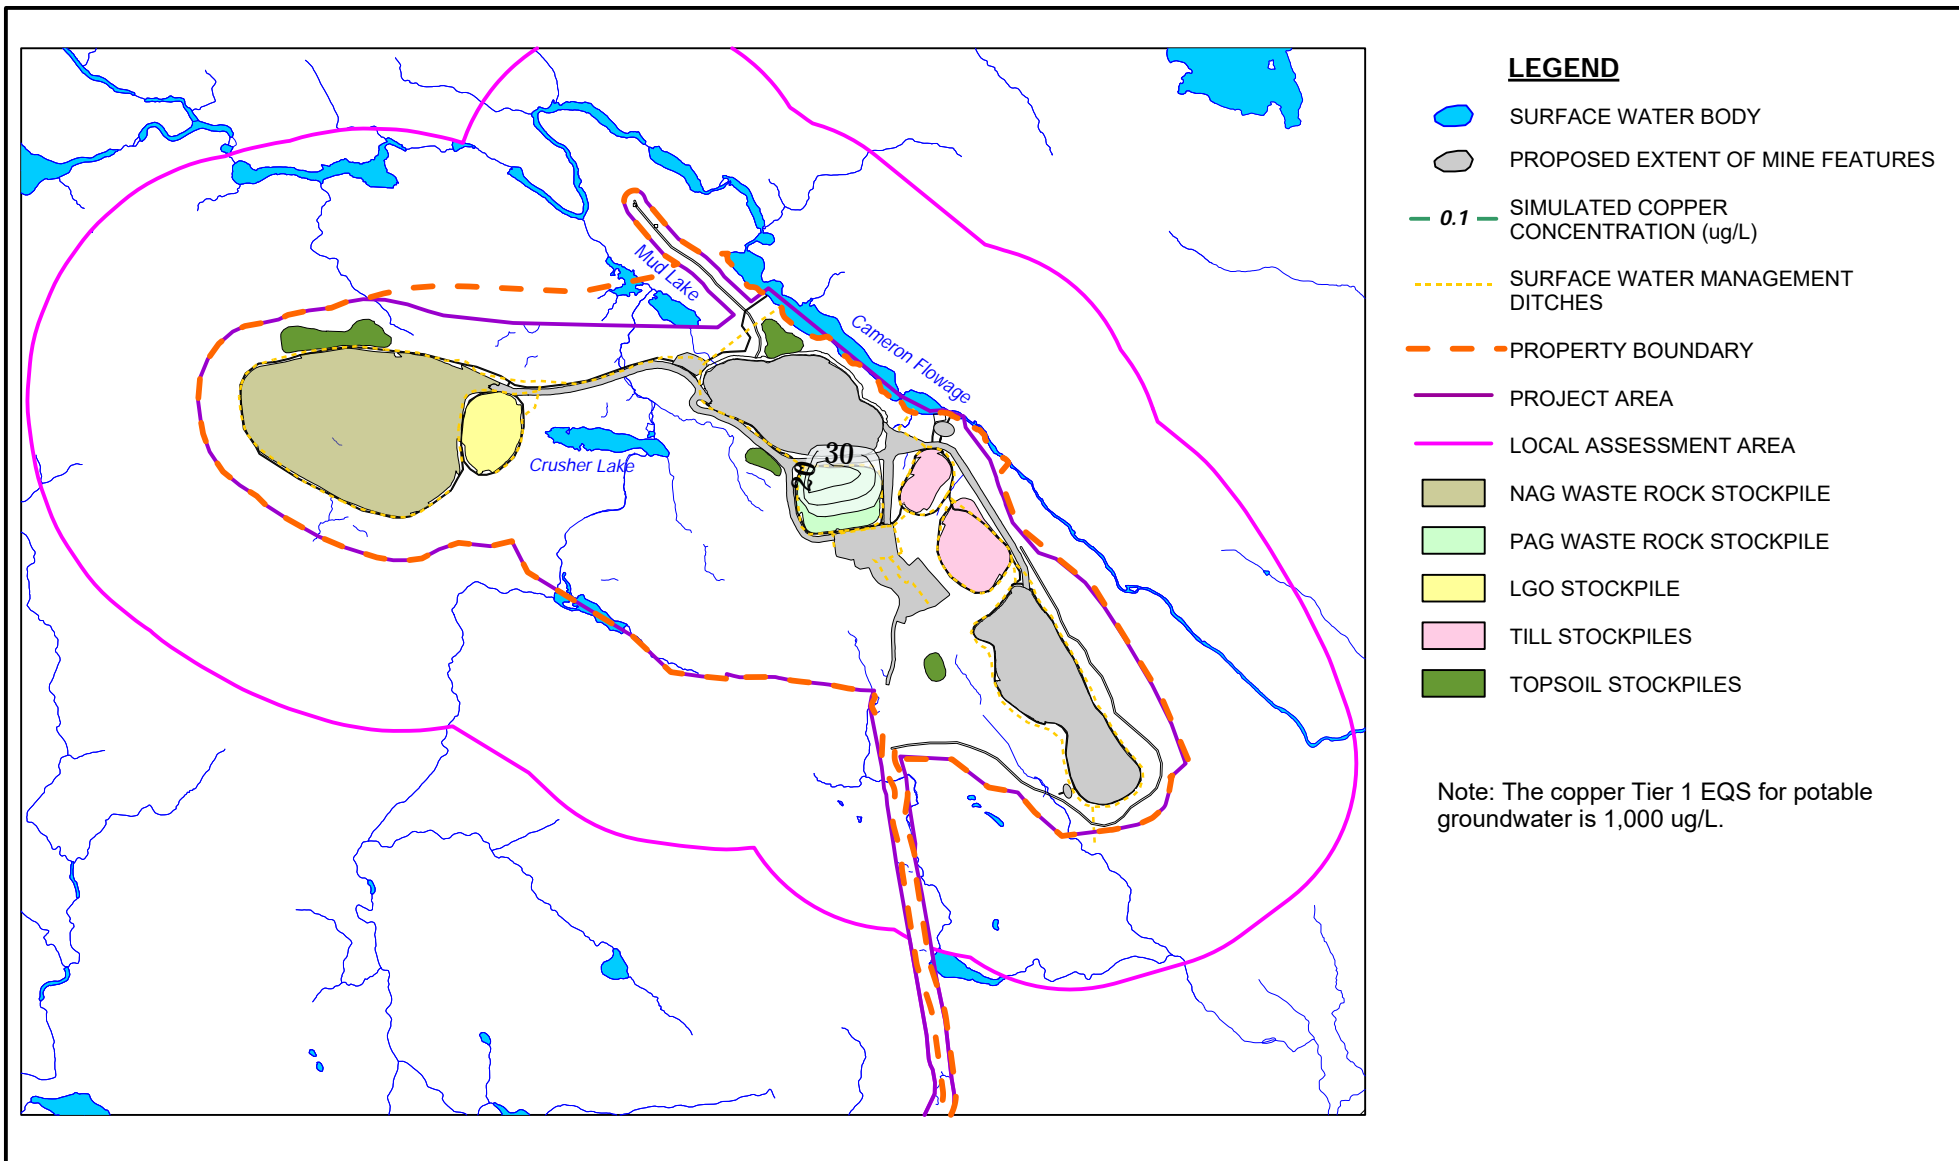 LEGEND
SURFACE WATER BODY
PROPOSED EXTENT OF MINE FEATURES
0.1
SIMULATED COPPER
CONCENTRATION (ug/L)
SURFACE WATER MANAGEMENT
DITCHES
PROPERTY BOUNDARY
PROJECT AREA
LOCAL ASSESSMENT AREA
NAG WASTE ROCK STOCKPILE
PAG WASTE ROCK STOCKPILE
LGO STOCKPILE
TILL STOCKPILES
TOPSOIL STOCKPILES
Note: The copper Tier 1 EQS for potable
groundwater is 1,000 ug/L.
Mud Lake
Cameron Flowage
Crusher Lake
30
20